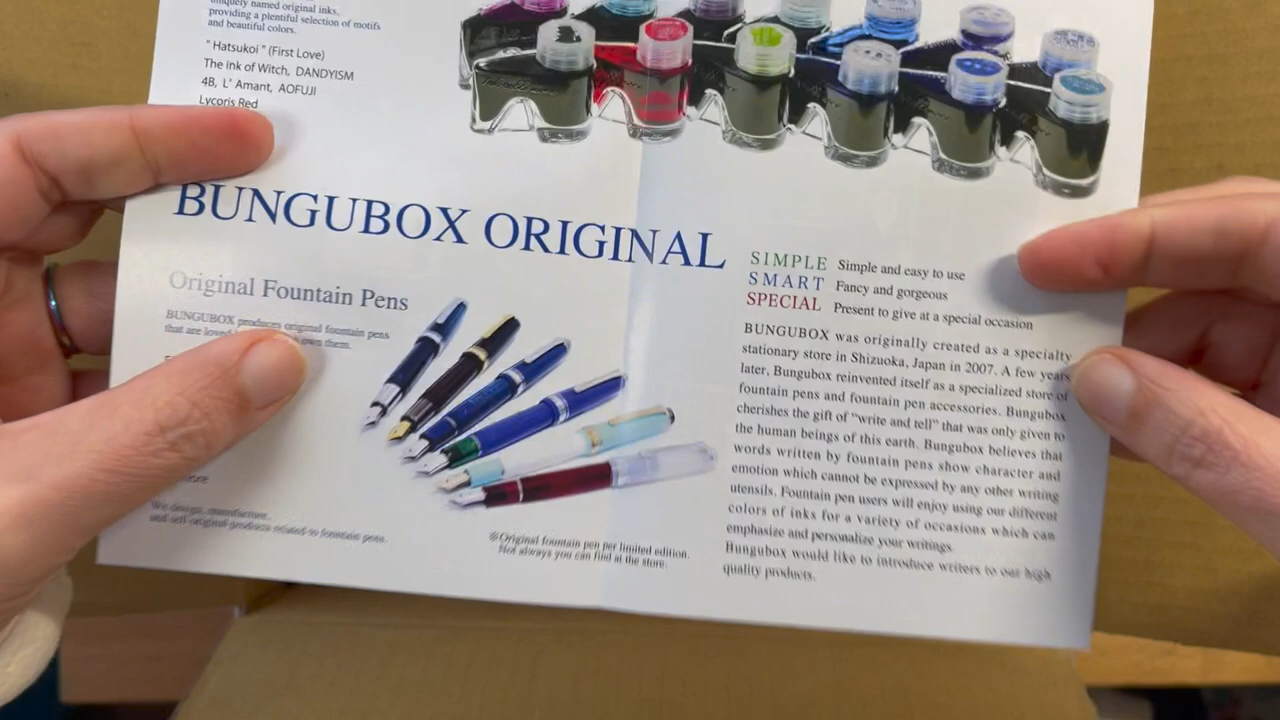 uniquely named original inks,
providing a plentiful selection of motifs
and beautiful colors.
" Hatsukoi " (First Love)
The ink of Witch, DANDYISM
4B, L' Amant, AOFUJI
Lycoris Red
BUNGUBOX ORIGINAL
Original Fountain Pens
BUNGUBOX produces original fountain pens
that are own them.
We design, manufacture,
and sell original products related to fountain pens.
※Original fountain pen per limited edition.
Not always you can find at the store.
SIMPLE Simple and easy to use
SMART Fancy and gorgeous
SPECIAL Present to give at a special occasion
BUNGUBOX was originally created as a specialty
stationary store in Shizuoka, Japan in 2007. A few years
later, Bungubox reinvented itself as a specialized store of
fountain pens and fountain pen accessories. Bungubox
cherishes the gift of "write and tell" that was only given to
the human beings of this earth. Bungubox believes that
words written by fountain pens show character and
emotion which cannot be expressed by any other writing
utensils. Fountain pen users will enjoy using our different
colors of inks for a variety of occasions which can
emphasize and personalize your writings.
Bungubox would like to introduce writers to our high
quality products.